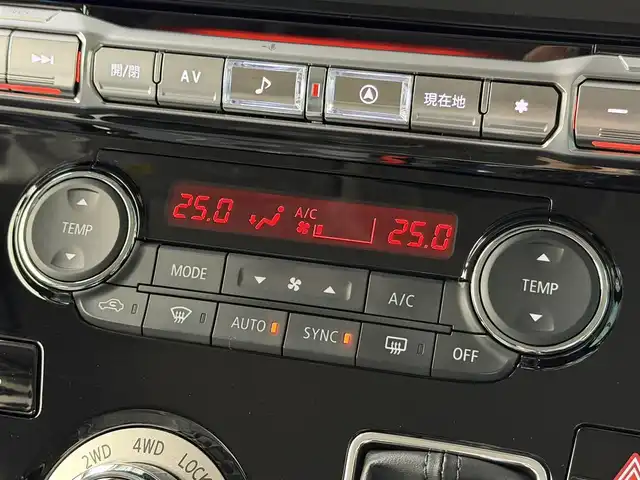 開/閉 AV 現在地
25.0 A/C 25.0
TEMP
MODE
A/C
TEMP
AUTO SYNC OFF
2WD 4WD LOCK